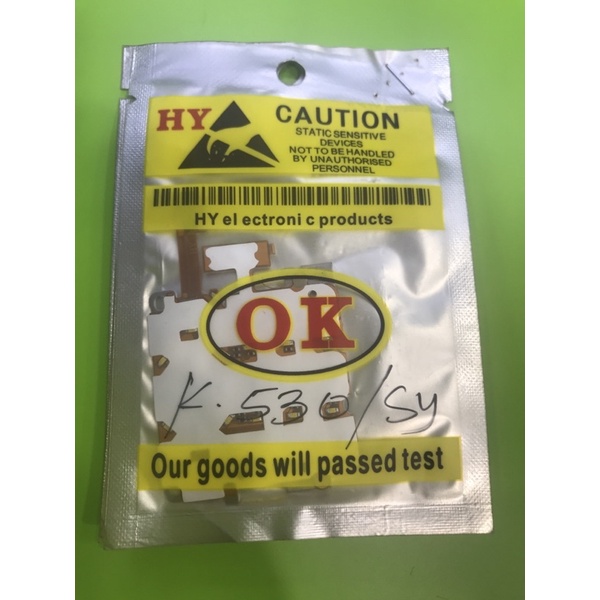 HY
CAUTION
STATIC SENSITIVE
DEVICES
NOT TO BE HANDLED
BY UNAUTHORISED
PERSONNEL
HY el ectroni c products
OK
K. 530/Sy
Our goods will passed test